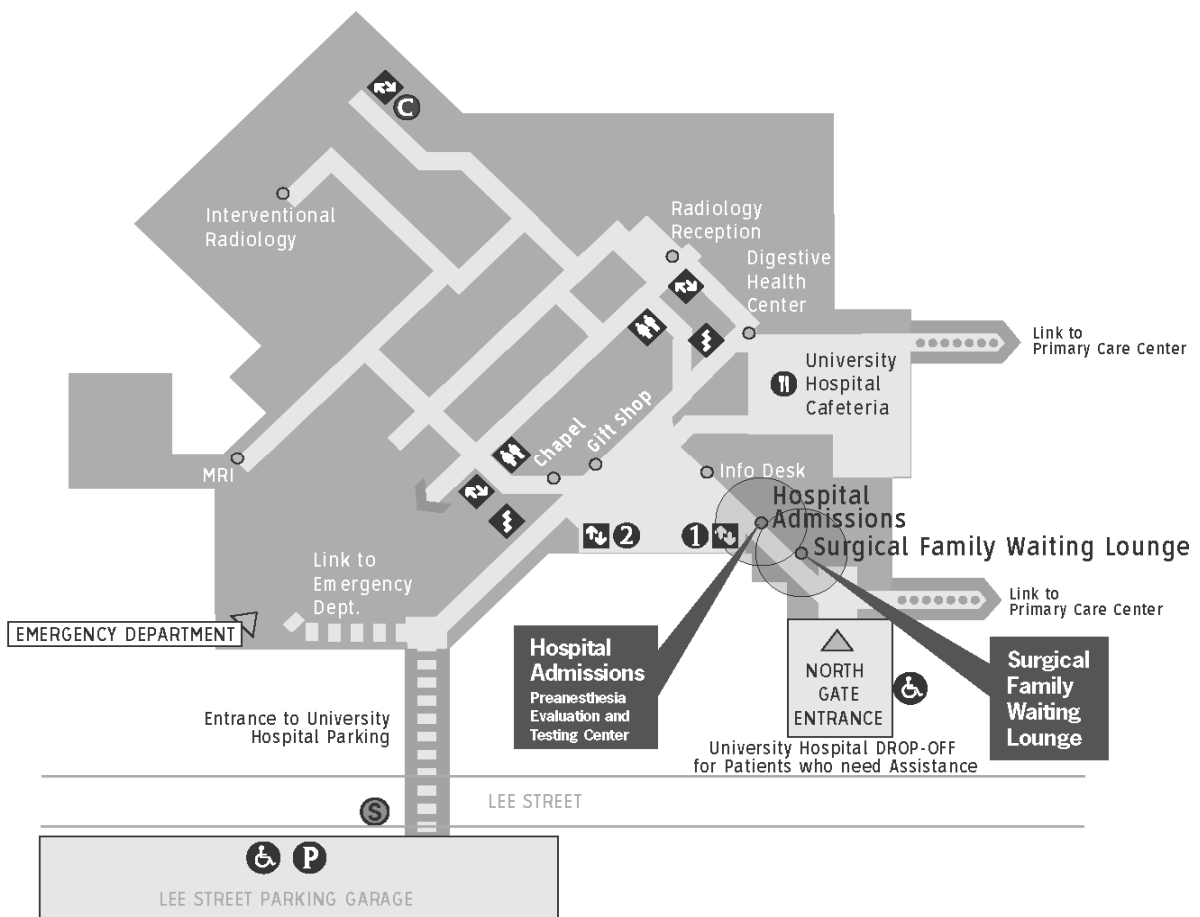 C
Interventional
Radiology
Radiology
Reception
Digestive
Health
Center
Link to
Primary Care Center
University
Hospital
Cafeteria
Gift Shop
Chapel
MRI
Info Desk
Hospital
Admissions
2
1
Surgical Family Waiting Lounge
Link to
Emergency
Dept.
Link to
Primary Care Center
EMERGENCY DEPARTMENT
Hospital
Admissions
Preanesthesia
Evaluation and
Testing Center
NORTH
GATE
ENTRANCE
Surgical
Family
Waiting
Lounge
Entrance to University
Hospital Parking
University Hospital DROP-OFF
for Patients who need Assistance
LEE STREET
S
P
LEE STREET PARKING GARAGE